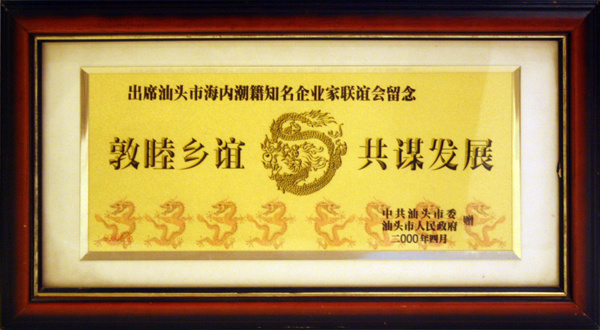 出席汕头市海内潮籍知名企业家联谊会留念
敦睦乡谊 共谋发展
中共汕头市委
汕头市人民政府 赠
二000年四月